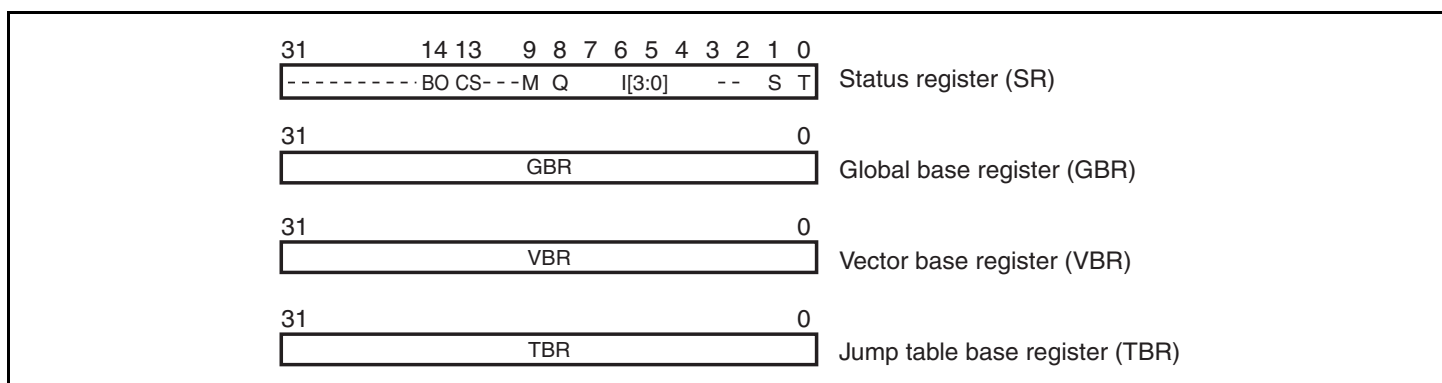 31 14 13 9 8 7 6 5 4 3 2 1 0
- - - - - - - - - - BO CS - - - M Q I[3:0] - - S T Status register (SR)
31 0
GBR Global base register (GBR)
31 0
VBR Vector base register (VBR)
31 0
TBR Jump table base register (TBR)